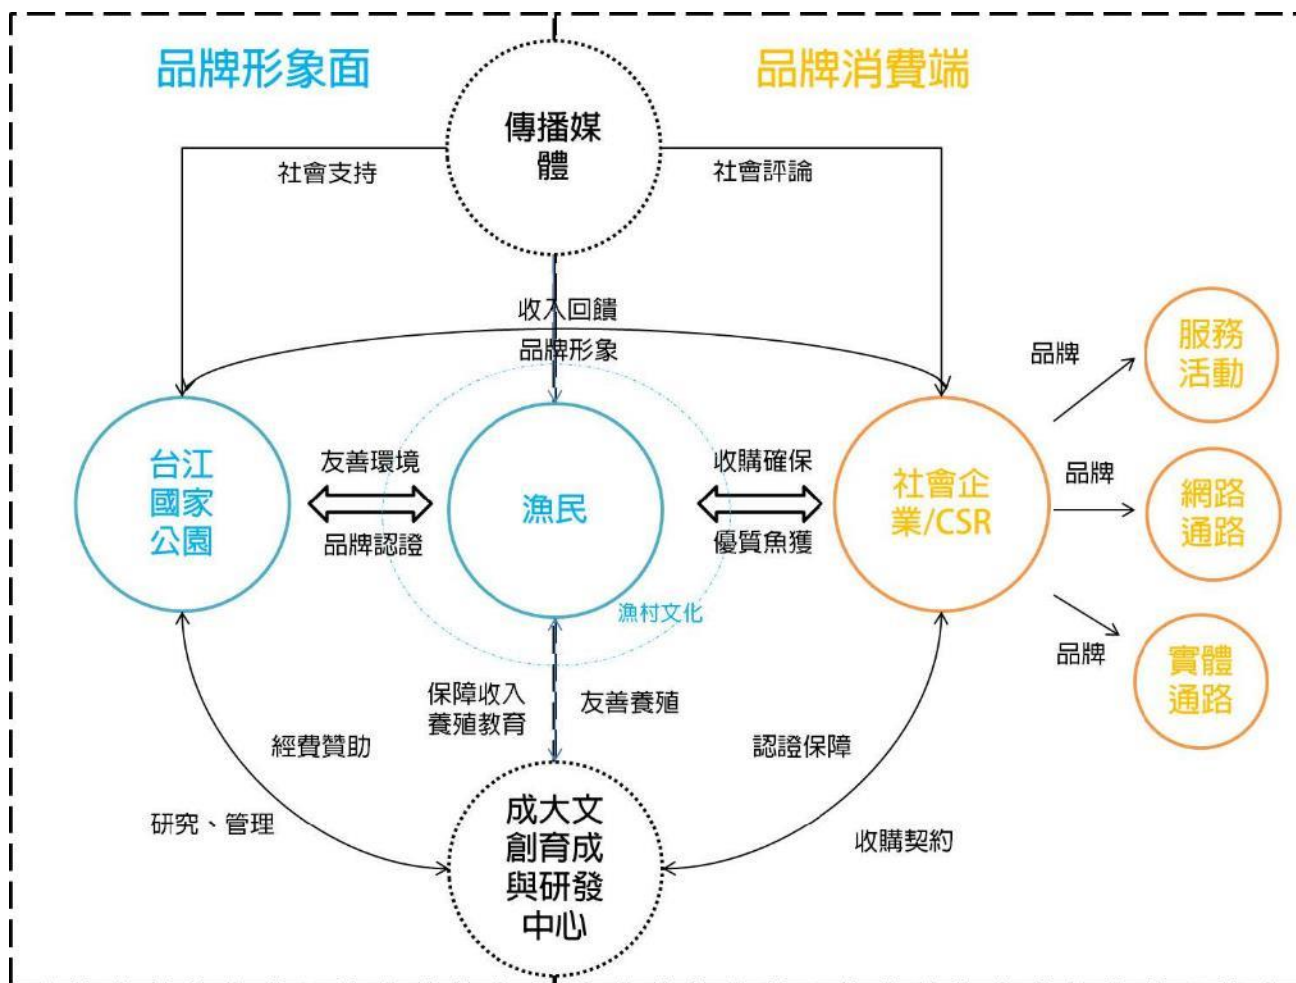 品牌形象面
品牌消費端
傳播媒
體
社會支持
社會評論
收入回饋
品牌形象
服務
活動
品牌
台江
國家
公園
友善環境
品牌認證
漁民
收購確保
優質魚獲
社會企
業/CSR
品牌
網路
通路
漁村文化
品牌
實體
通路
保障收入
養殖教育
友善養殖
經費贊助
認證保障
研究、管理
收購契約
成大文
創育成
與研發
中心